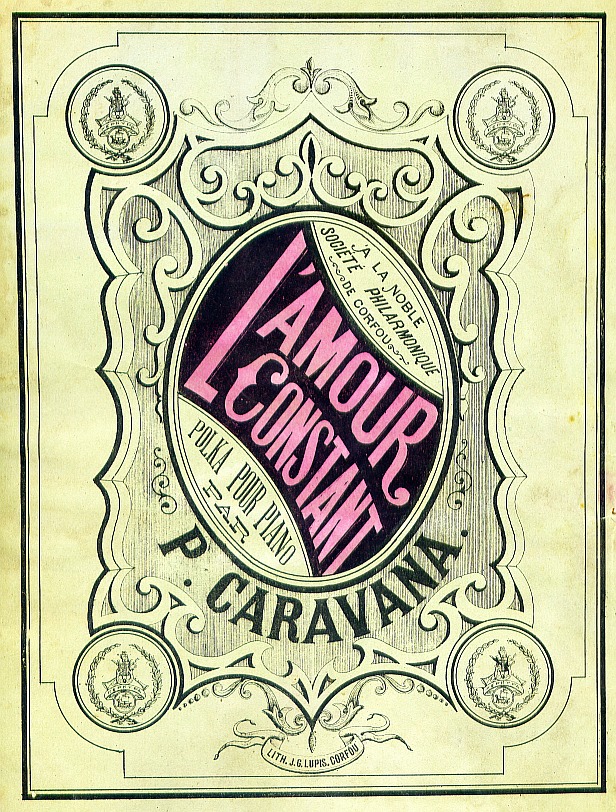 À LA NOBLE
SOCIÉTÉ PHILARMONIQUE
DE CORFOU
L'AMOUR
CONSTANT
POLKA POUR PIANO
PAR
P. CARAVANA.
LITH. J.G. LUPIS. CORFOU